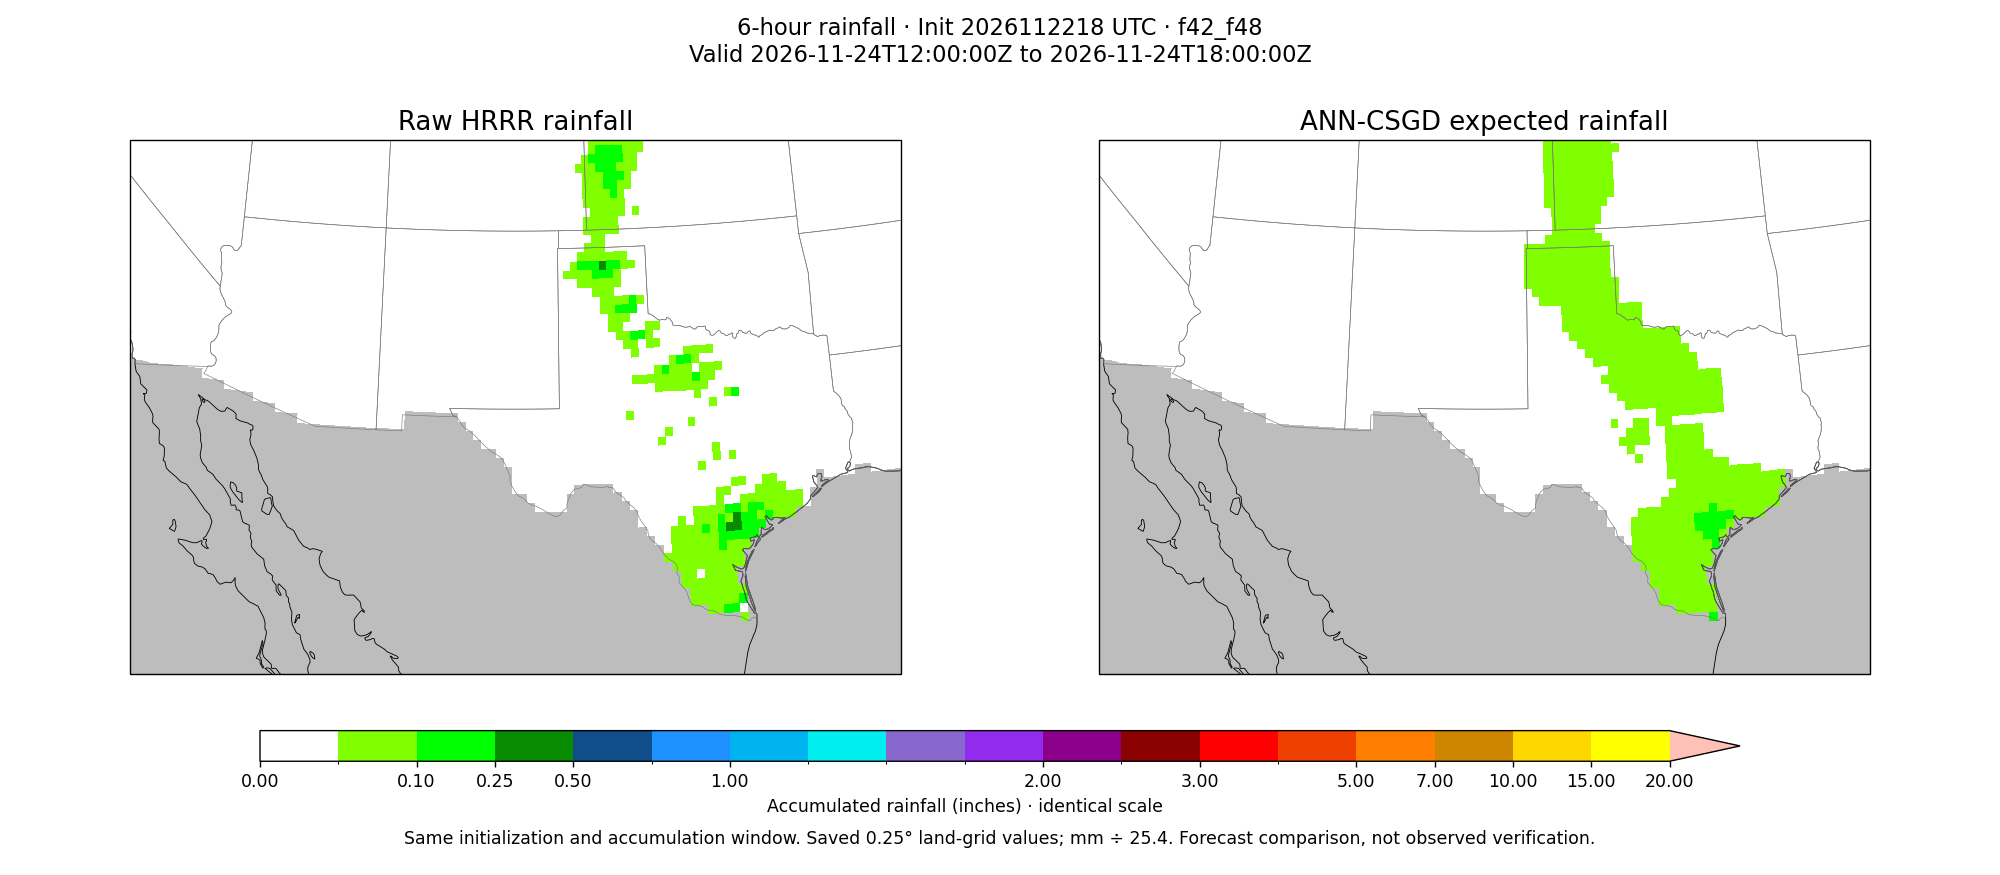 6-hour rainfall · Init 2026112218 UTC · f42_f48
Valid 2026-11-24T12:00:00Z to 2026-11-24T18:00:00Z
Raw HRRR rainfall
ANN-CSGD expected rainfall
0.00 0.10 0.25 0.50 1.00 2.00 3.00 5.00 7.00 10.00 15.00 20.00
Accumulated rainfall (inches) · identical scale
Same initialization and accumulation window. Saved 0.25° land-grid values; mm ÷ 25.4. Forecast comparison, not observed verification.